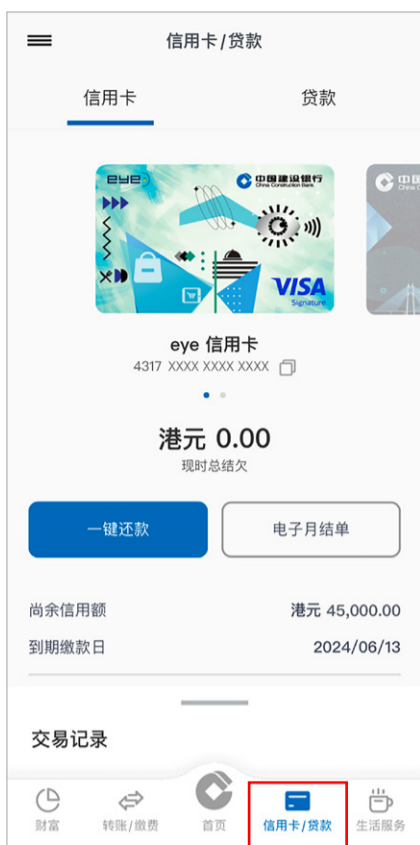 信用卡/贷款
信用卡
贷款
eye
中国建设银行
China Construction Bank
VISA
Signature
eye 信用卡
4317 XXXX XXXX XXXX
港元 0.00
现时总结欠
一键还款
电子月结单
尚余信用额
港元 45,000.00
到期缴款日
2024/06/13
交易记录
财富
转账/缴费
首页
信用卡/贷款
生活服务